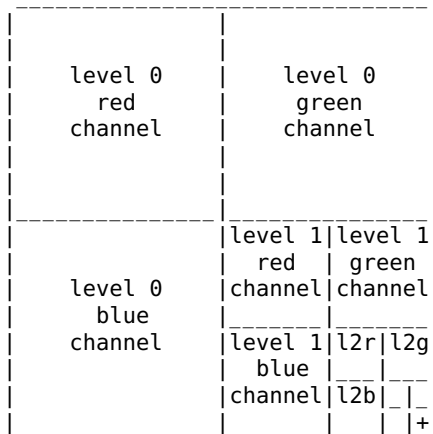 level 0 level 0
red green
channel channel
level 1 level 1
red green
level 0 channel channel
blue
channel level 1 l2r l2g
blue
channel l2b
+